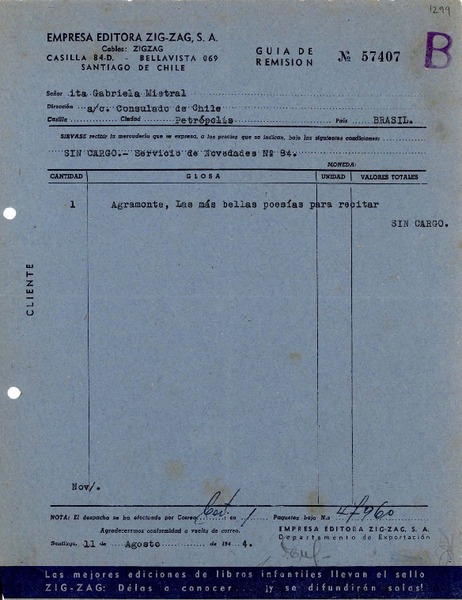 1299
EMPRESA EDITORA ZIG-ZAG, S. A.
Cables: ZIGZAG
CASILLA 84-D. - BELLAVISTA 069
SANTIAGO DE CHILE
GUIA DE
REMISION
№ 57407
B
Señor ita Gabriela Mistral
Dirección a/c. Consulado de Chile
Casilla Ciudad Petrópolis País BRASIL.
SIRVASE recibir la mercadería que se expresa, a los precios que se indican, bajo las siguientes condiciones:
SIN CARGO.- Servicio de Novedades Nº 84.
MONEDA:
CANTIDAD GLOSA UNIDAD VALORES TOTALES
1 Agramonte, Las más bellas poesías para recitar
SIN CARGO.
CLIENTE
Nov/.
NOTA: El despacho se ha efectuado por Correo Cert. en 1 Paquetes bajo N.o 47960
Agradeceremos conformidad a vuelta de correo.
EMPRESA EDITORA ZIG-ZAG, S. A.
Departamento de Exportación
Santiago, 11 de Agosto de 194 4.
Las mejores ediciones de libros infantiles llevan el sello
ZIG-ZAG: Délas a conocer... ¡y se difundirán solas!